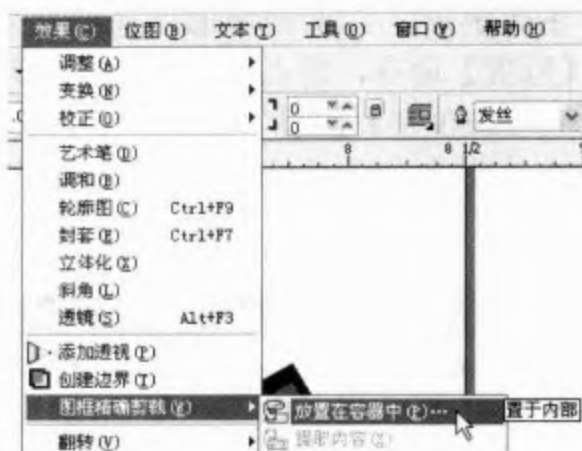 效果(C) 位图(B) 文本(T) 工具(O) 窗口(W) 帮助(H)
调整(A)
变换(N)
校正(O)
0
0
发丝
8 8 1/2
艺术笔(D)
调和(B)
轮廓图(C) Ctrl+F9
封套(E) Ctrl+F7
立体化(X)
斜角(L)
透镜(S) Alt+F3
添加透视(P)
创建边界(T)
图框精确剪裁(W) 放置在容器中(P)... 置于内部
翻转(V) 提取内容(X)